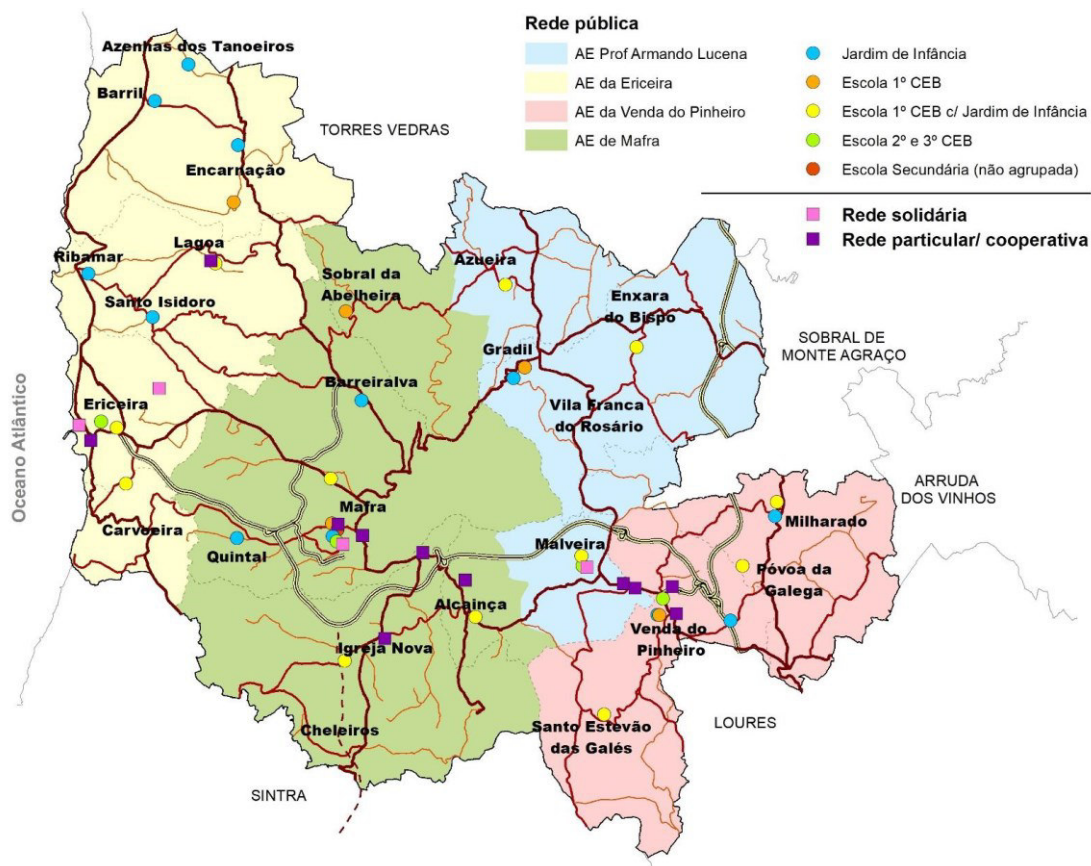 Rede pública
AE Prof Armando Lucena
AE da Ericeira
AE da Venda do Pinheiro
AE de Mafra
Jardim de Infância
Escola 1º CEB
Escola 1º CEB c/ Jardim de Infância
Escola 2º e 3º CEB
Escola Secundária (não agrupada)
Rede solidária
Rede particular/ cooperativa
Azenhas dos Tanoeiros
Barril
TORRES VEDRAS
Encarnação
Lagoa
Ribamar
Sobral da
Abelheira
Azueira
Santo Isidoro
Enxara
do Bispo
SOBRAL DE
MONTE AGRAÇO
Gradil
Barreiralva
Ericeira
Vila Franca
do Rosário
Oceano Atlântico
ARRUDA
DOS VINHOS
Mafra
Carvoeira
Milharado
Quintal
Malveira
Póvoa da
Galega
Alcainça
Venda do
Pinheiro
Igreja Nova
Cheleiros
Santo Estevão
das Galés
LOURES
SINTRA